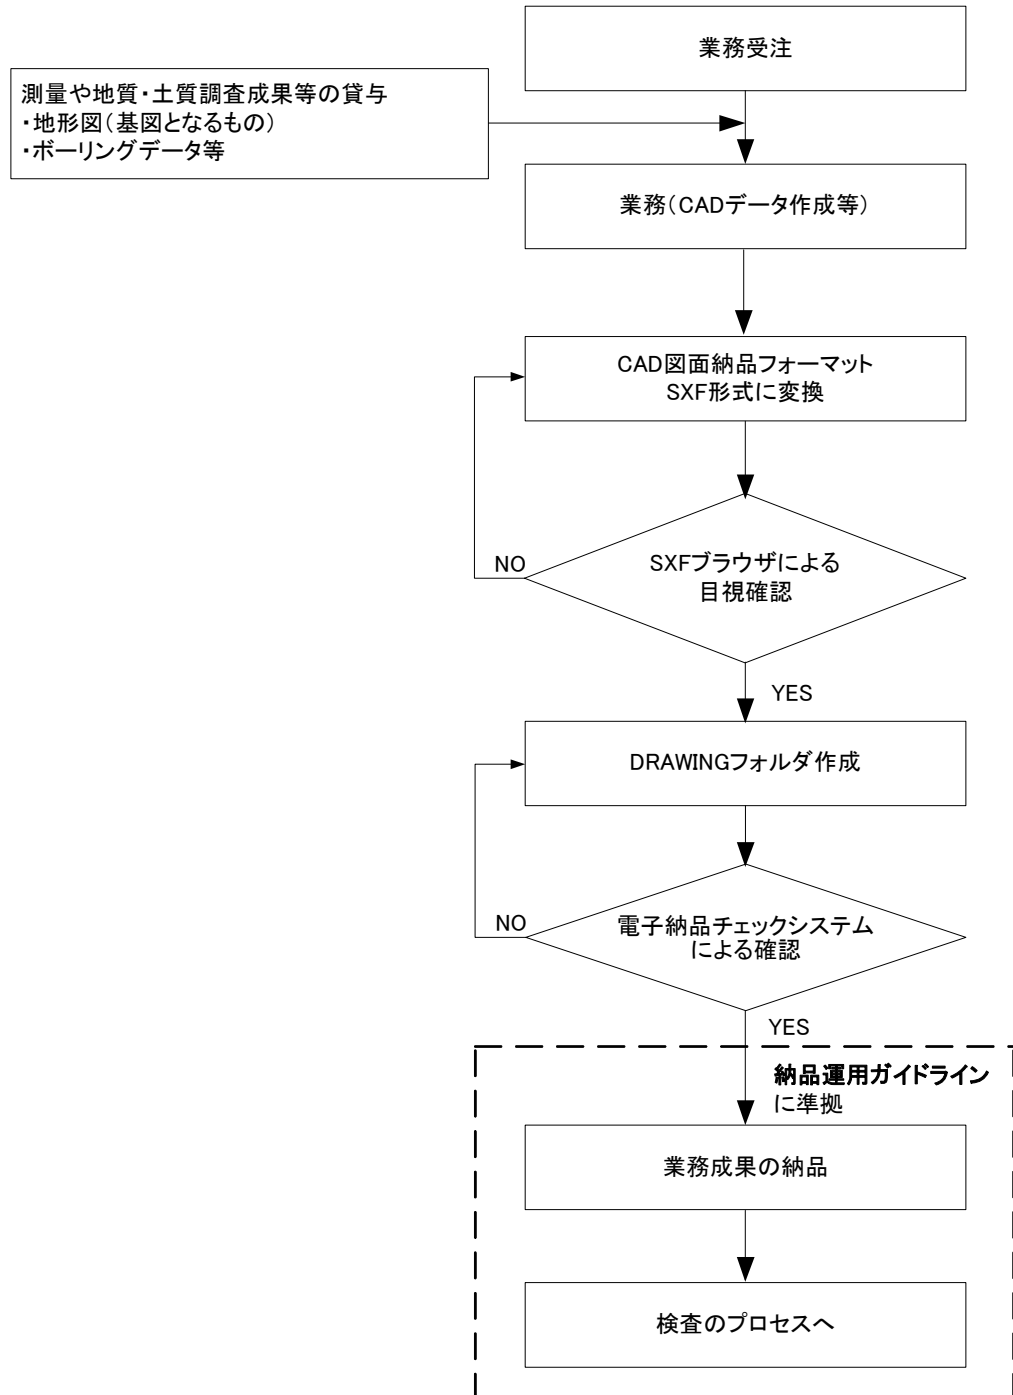 業務受注
測量や地質・土質調査成果等の貸与
・地形図(基図となるもの)
・ボーリングデータ等
業務(CADデータ作成等)
CAD図面納品フォーマット
SXF形式に変換
NO
SXFブラウザによる
目視確認
YES
DRAWINGフォルダ作成
NO
電子納品チェックシステム
による確認
YES
納品運用ガイドライン
に準拠
業務成果の納品
検査のプロセスへ